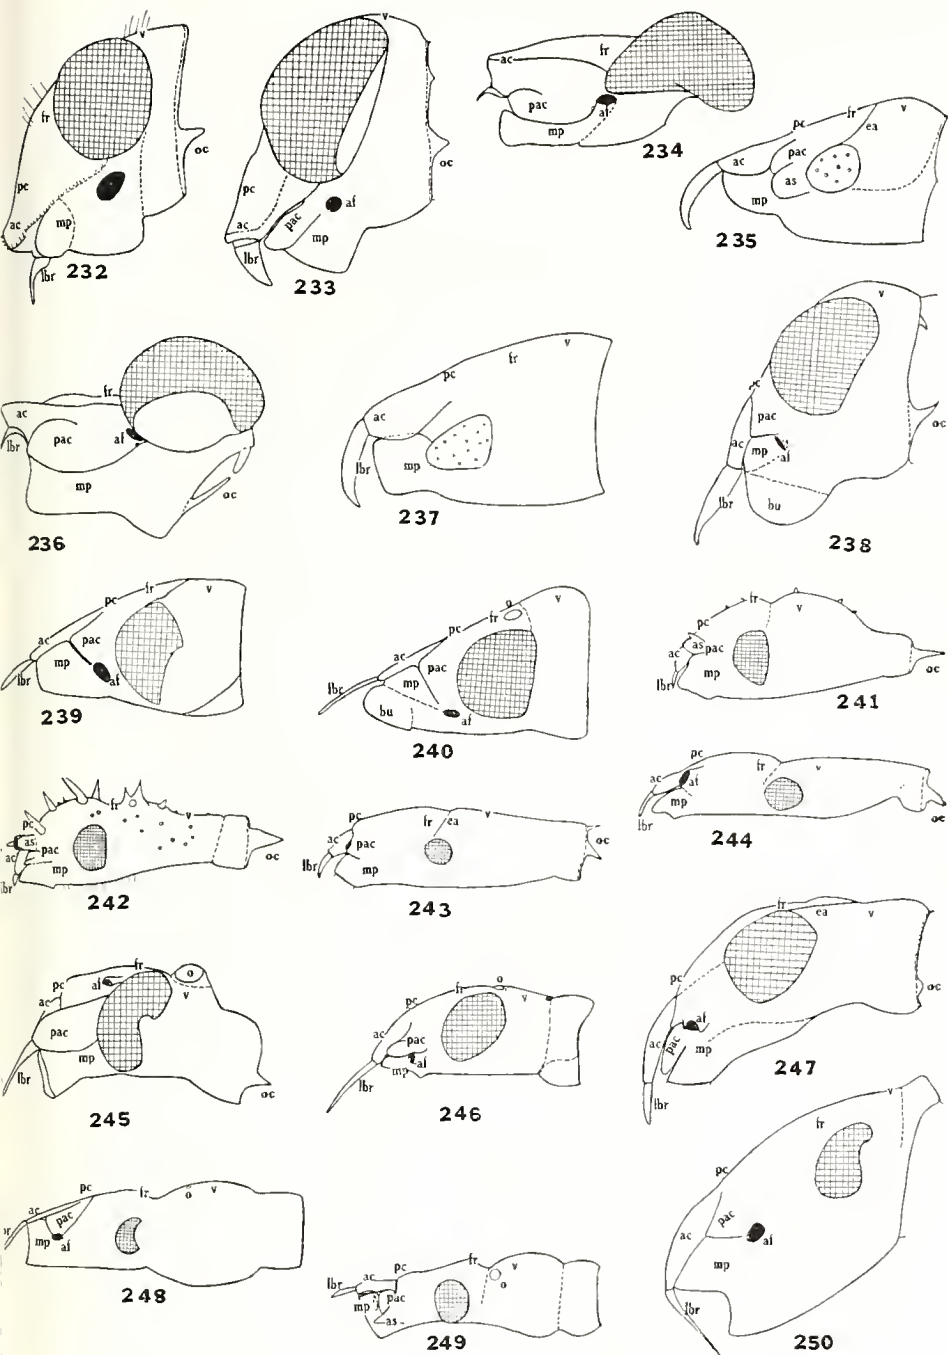 v
fr
oc
pc
ac
mp
lbr
232
v
oc
pc
af
pac
ac
mp
lbr
233
fr
ac
pac
af
mp
234
v
fr
pc
ea
pac
ac
as
mp
235
fr
ac
pac
af
lbr
mp
oc
236
v
fr
pc
ac
mp
lbr
237
v
pc
pac
oc
ac
mp
af
lbr
bu
238
fr
v
pc
ac
pac
mp
af
lbr
239
o
v
fr
pc
ac
pac
mp
lbr
bu
af
240
fr
v
pc
as
pac
ac
mp
oc
lbr
241
fr
v
pc
as
pac
ac
mp
oc
lbr
242
pc
fr
ea
v
ac
pac
mp
oc
lbr
243
pc
fr
v
ac
af
mp
lbr
oc
244
fr
o
pc
af
v
ac
pac
mp
lbr
oc
245
o
fr
v
pc
ac
pac
af
mp
lbr
246
fr
ea
v
pc
oc
af
ac
pac
mp
lbr
247
pc
fr
o
v
ac
pac
mp
af
248
pc
fr
v
ac
o
lbr
mp
pac
as
249
v
fr
pc
pac
ac
af
mp
lbr
250